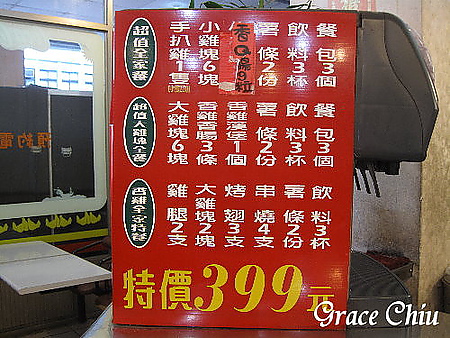 超值全家餐
手扒雞1隻
小雞塊6塊
薯條2份
飲料3杯
餐包3個
超值大雞塊全餐
大雞塊6塊
香雞香腸3條
香雞漢堡1個
薯條2份
飲料3杯
餐包3個
香雞全家特餐
雞腿2支
大雞塊2塊
烤翅3支
串燒4支
薯條2份
飲料3杯
特價399元
Grace Chiu